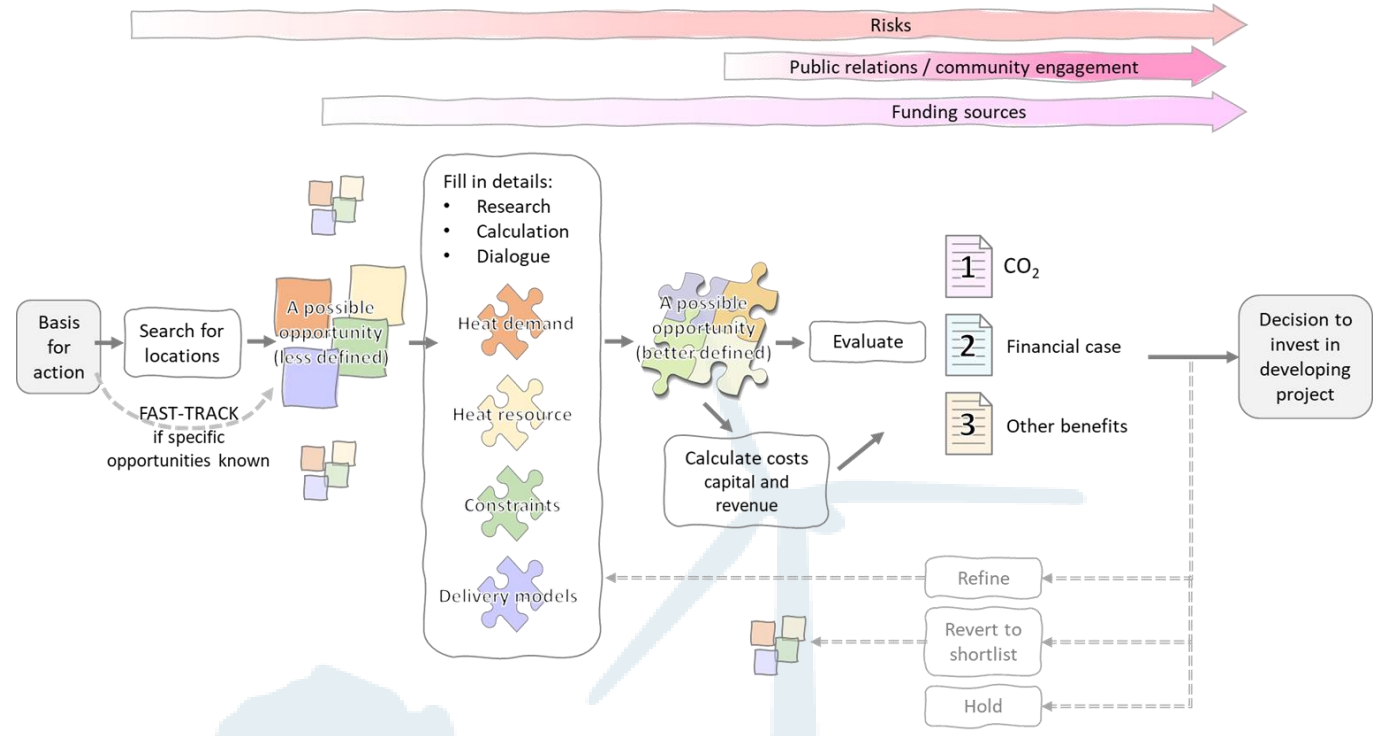 Risks
Public relations / community engagement
Funding sources
Fill in details:
• Research
• Calculation
• Dialogue
Heat demand
Heat resource
Constraints
Delivery models
Basis
for
action
Search for
locations
A possible
opportunity
(less defined)
FAST-TRACK
if specific
opportunities known
A possible
opportunity
(better defined)
Evaluate
Calculate costs
capital and
revenue
1 CO₂
2 Financial case
3 Other benefits
Decision to
invest in
developing
project
Refine
Revert to
shortlist
Hold